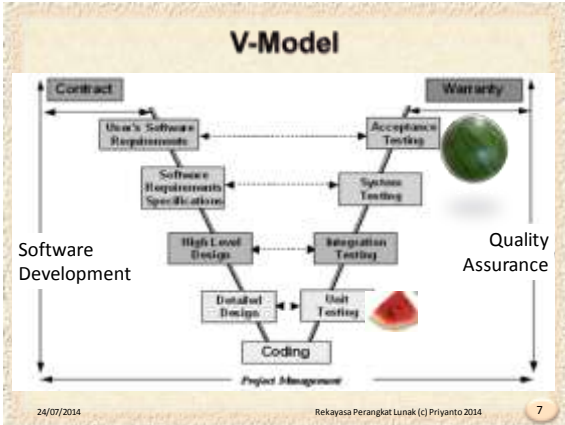 V-Model
Contract
Warranty
User's Software
Requirements
Acceptance
Testing
Software
Requirements
Specifications
System
Testing
Software
Development
High Level
Design
Integration
Testing
Quality
Assurance
Detailed
Design
Unit
Testing
Coding
Project Management
24/07/2014
Rekayasa Perangkat Lunak (c) Priyanto 2014
7